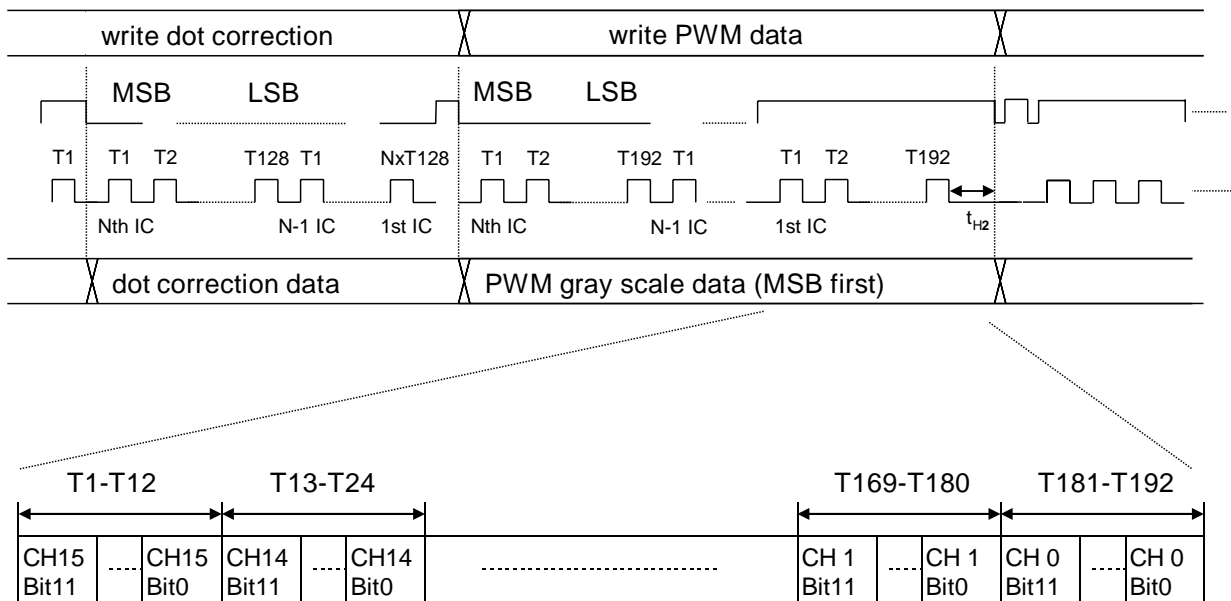 write dot correction write PWM data
MSB LSB MSB LSB
T1 T1 T2 T128 T1 NxT128 T1 T2 T192 T1 T1 T2 T192
Nth IC N-1 IC 1st IC Nth IC N-1 IC 1st IC tH2
dot correction data PWM gray scale data (MSB first)
T1-T12 T13-T24 T169-T180 T181-T192
CH15 CH15 CH14 CH14 CH 1 CH 1 CH 0 CH 0
Bit11 Bit0 Bit11 Bit0 Bit11 Bit0 Bit11 Bit0